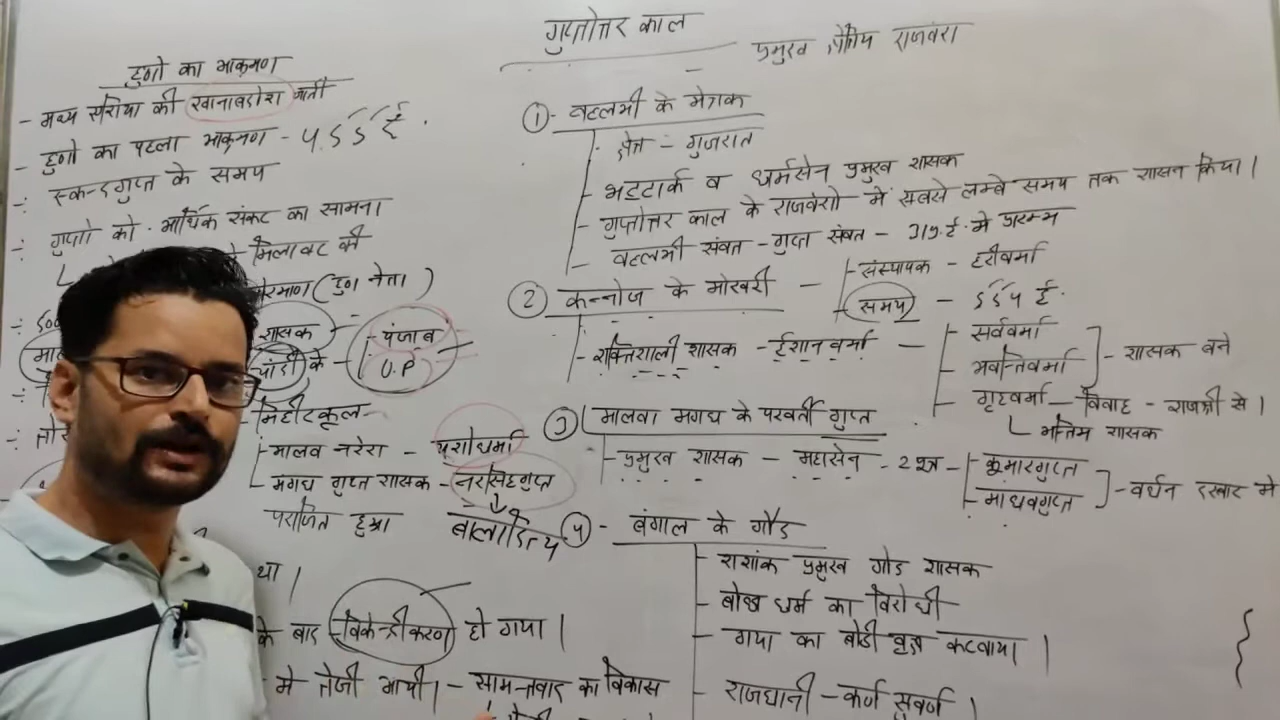 गुप्तोत्तर काल
प्रमुख क्षेत्रिय राजवंश
हुणो का आक्रमण
- मध्य एशिया की खानाबदोश जाती
- हुणो का पहला आक्रमण - 455 ई.
स्कन्दगुप्त के समय
गुप्तो को आर्थिक संकट का सामना
मिलावट की
तोरमाण (हुण नेता)
500
शासक
मा
- पंजाब
U.P
के
मिहीरकुल-
मालव नरेश - यशोधर्मा
मगध गुप्त शासक - नरसिंहगुप्त
पराजित हुआ
बालादित्य
था।
के बाद विकेन्द्रीकरण हो गया।
- मे तेजी आयी। - सामन्तवाद का विकास
① - वल्लभी के मैत्रक
क्षेत्र - गुजरात
- भट्टार्क व धर्मसेन प्रमुख शासक
- गुप्तोत्तर काल के राजवंशो मे सबसे लम्बे समय तक शासन किया।
- वल्लभी संवत - गुप्त संवत - 319 ई. मे प्रारम्भ
② कन्नोज के मोखरी - संस्थापक - हरीवर्मा
समय - 554 ई.
- शक्तिशाली शासक - ईशानवर्मा - सर्ववर्मा
अवन्तिवर्मा - शासक बने
गृहवर्मा - विवाह - राजश्री से।
अन्तिम शासक
③ मालवा मगध के परवर्ती गुप्त
- प्रमुख शासक - महासेन - 2 पुत्र - कुमारगुप्त
माधवगुप्त - वर्धन दरबार मे
④ - बंगाल के गौड
- शशांक प्रमुख गौड शासक
- बौद्ध धर्म का विरोधी
- गया का बोधी वृक्ष कटवाया।
- राजधानी - कर्ण सुवर्ण।